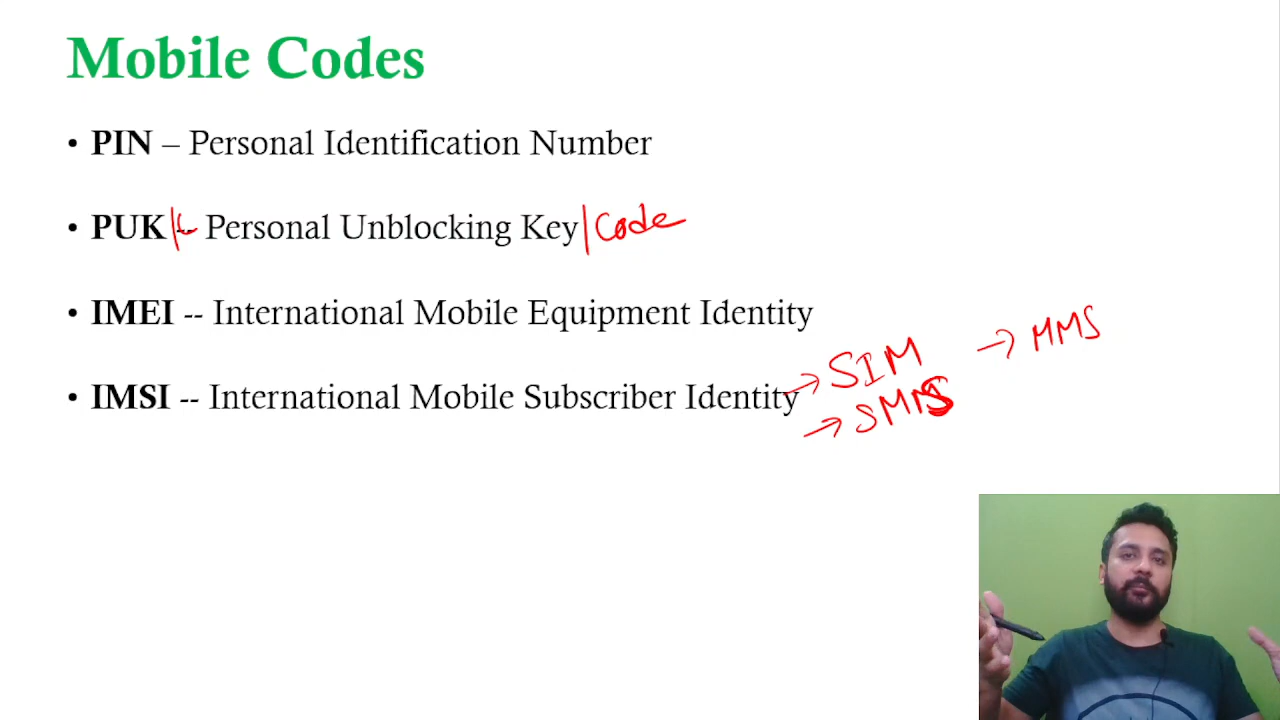 Mobile Codes
• PIN – Personal Identification Number
• PUK|C -- Personal Unblocking Key|Code
• IMEI -- International Mobile Equipment Identity
• IMSI -- International Mobile Subscriber Identity
→ SIM
→ MMS